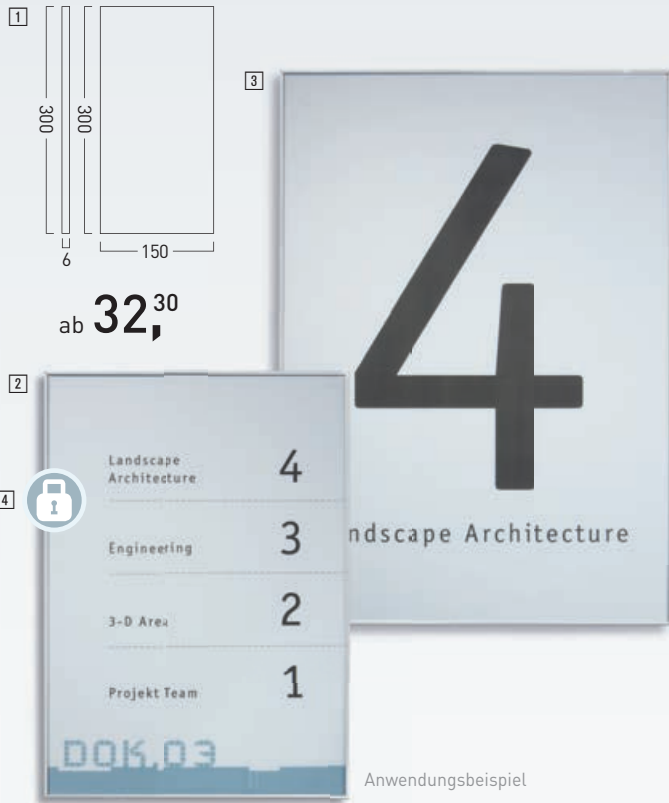 1
300
300
6
150
ab 32,30
3
4
ndscape Architecture
2
4
Landscape
Architecture 4
Engineering 3
3-D Area 2
Projekt Team 1
DOK.03
Anwendungsbeispiel